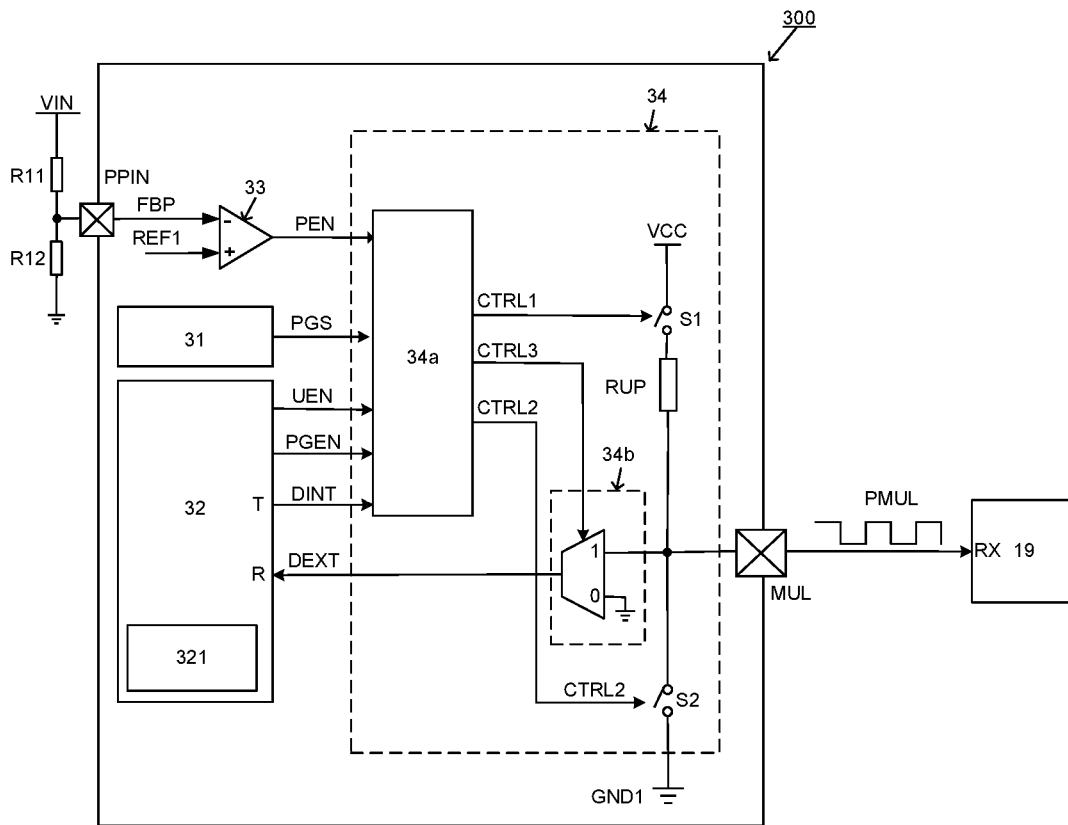 300
VIN
34
R11
PPIN
33
FBP
PEN
VCC
REF1
R12
CTRL1
S1
31
PGS
34a
CTRL3
RUP
UEN
CTRL2
PGEN
34b
32
T
DINT
PMUL
DEXT
1
RX 19
R
0
MUL
321
CTRL2
S2
GND1